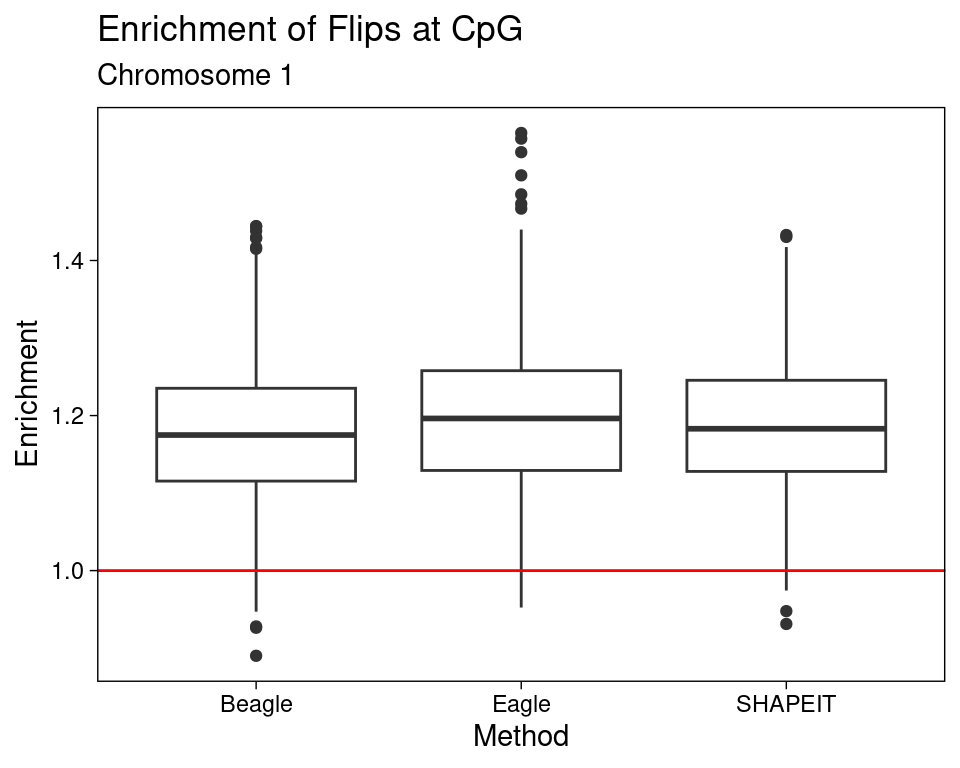 Enrichment of Flips at CpG
Chromosome 1
Enrichment
1.4
1.2
1.0
Beagle Eagle SHAPEIT
Method